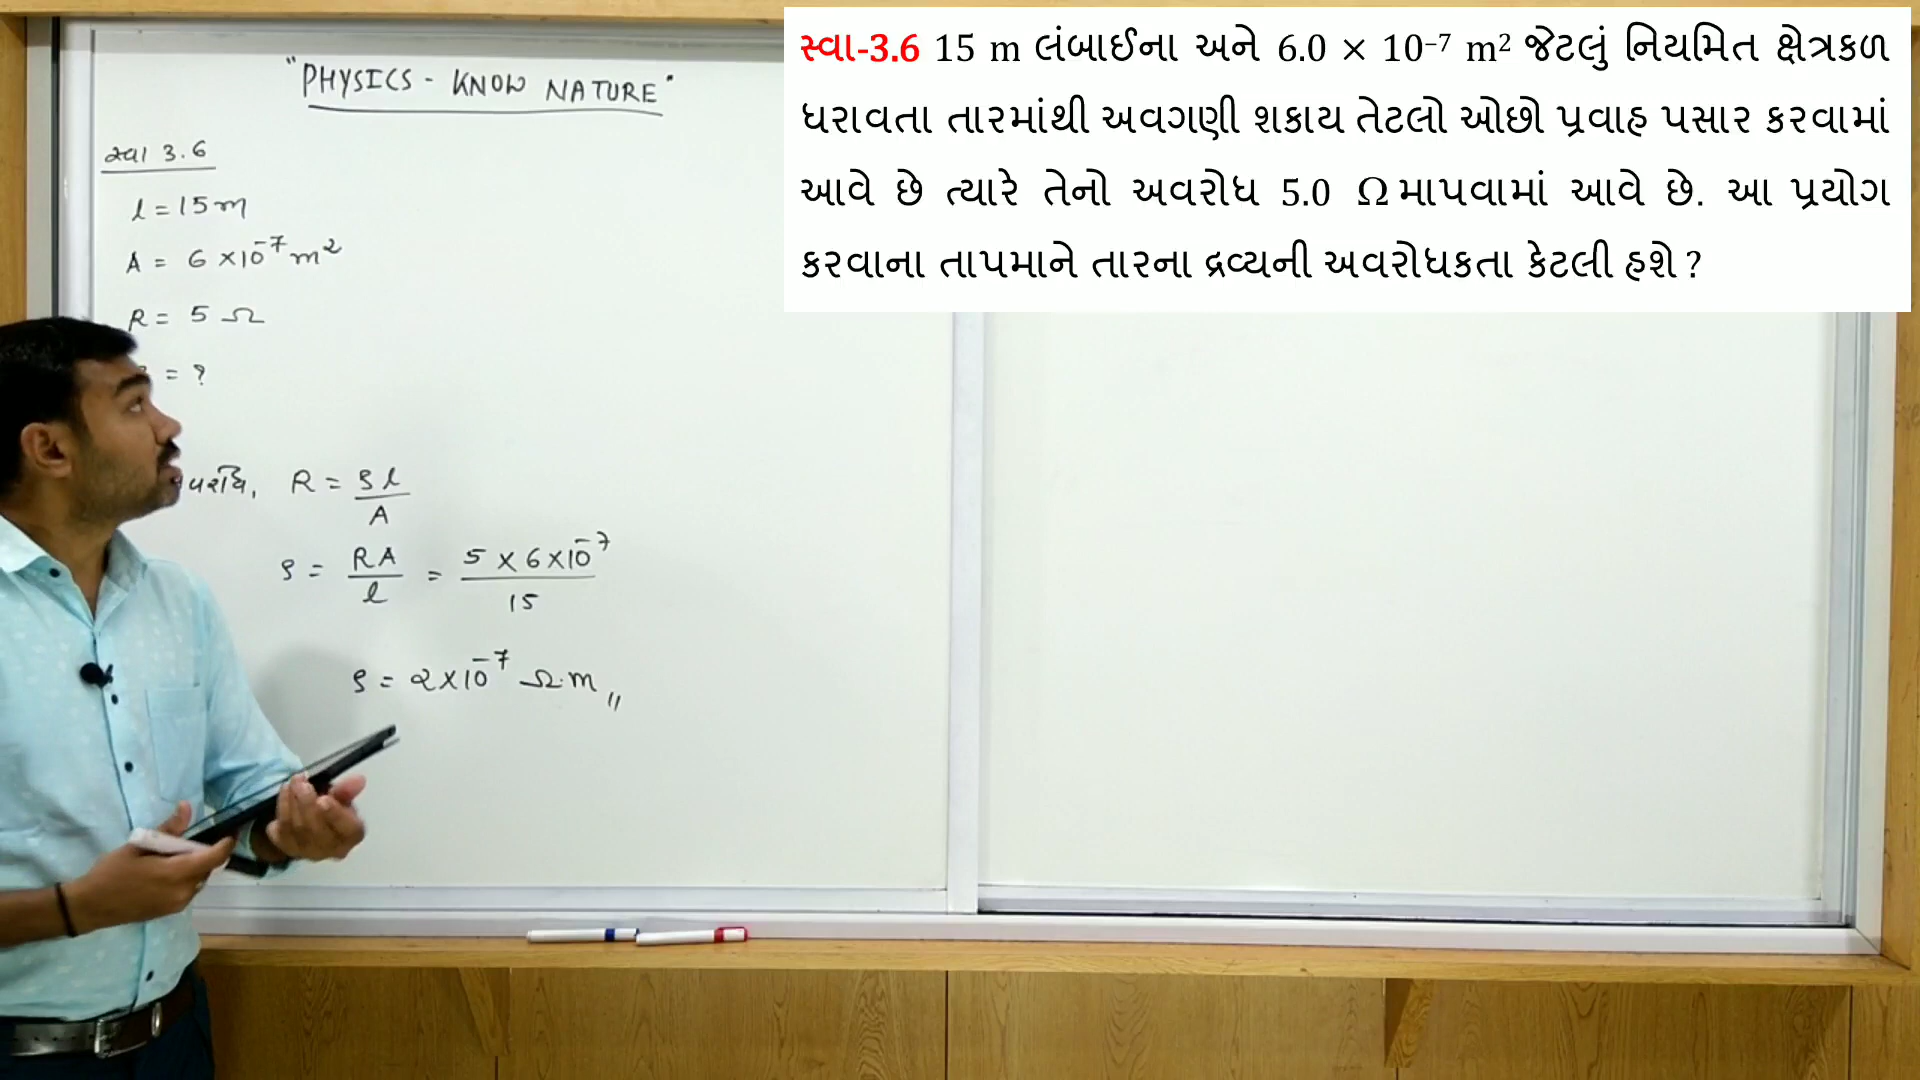 "PHYSICS - KNOW NATURE"
સ્વા 3.6
l = 15 m
A = 6 × 10⁻⁷ m²
R = 5 Ω
= ?
પરથી, R = ρl / A
ρ = RA / l = 5 × 6 × 10⁻⁷ / 15
ρ = 2 × 10⁻⁷ Ω·m
સ્વા-3.6 15 m લંબાઈના અને 6.0 × 10⁻⁷ m² જેટલું નિયમિત ક્ષેત્રકળ
ધરાવતા તારમાંથી અવગણી શકાય તેટલો ઓછો પ્રવાહ પસાર કરવામાં
આવે છે ત્યારે તેનો અવરોધ 5.0 Ω માપવામાં આવે છે. આ પ્રયોગ
કરવાના તાપમાને તારના દ્રવ્યની અવરોધકતા કેટલી હશે ?